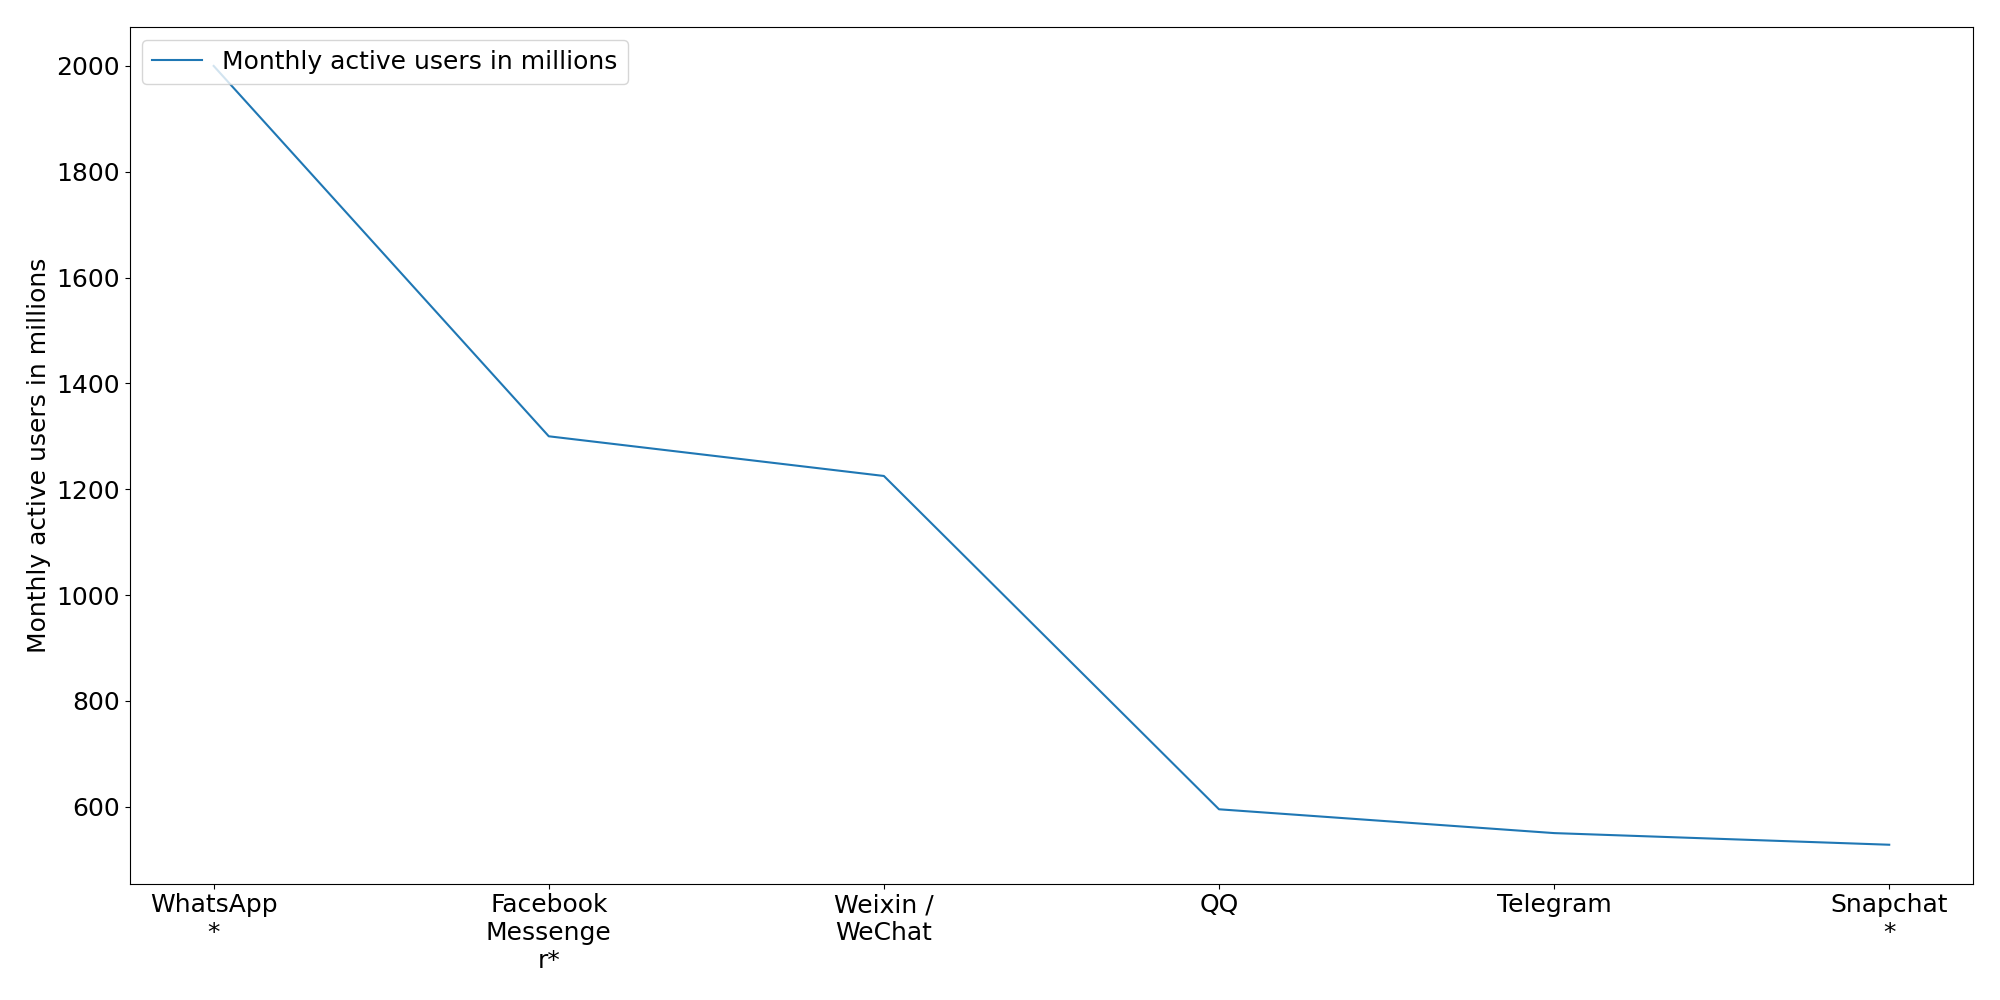 Monthly active users in millions
2000
1800
1600
1400
1200
1000
800
600
Monthly active users in millions
WhatsApp
*
Facebook
Messenge
r*
Weixin /
WeChat
QQ
Telegram
Snapchat
*